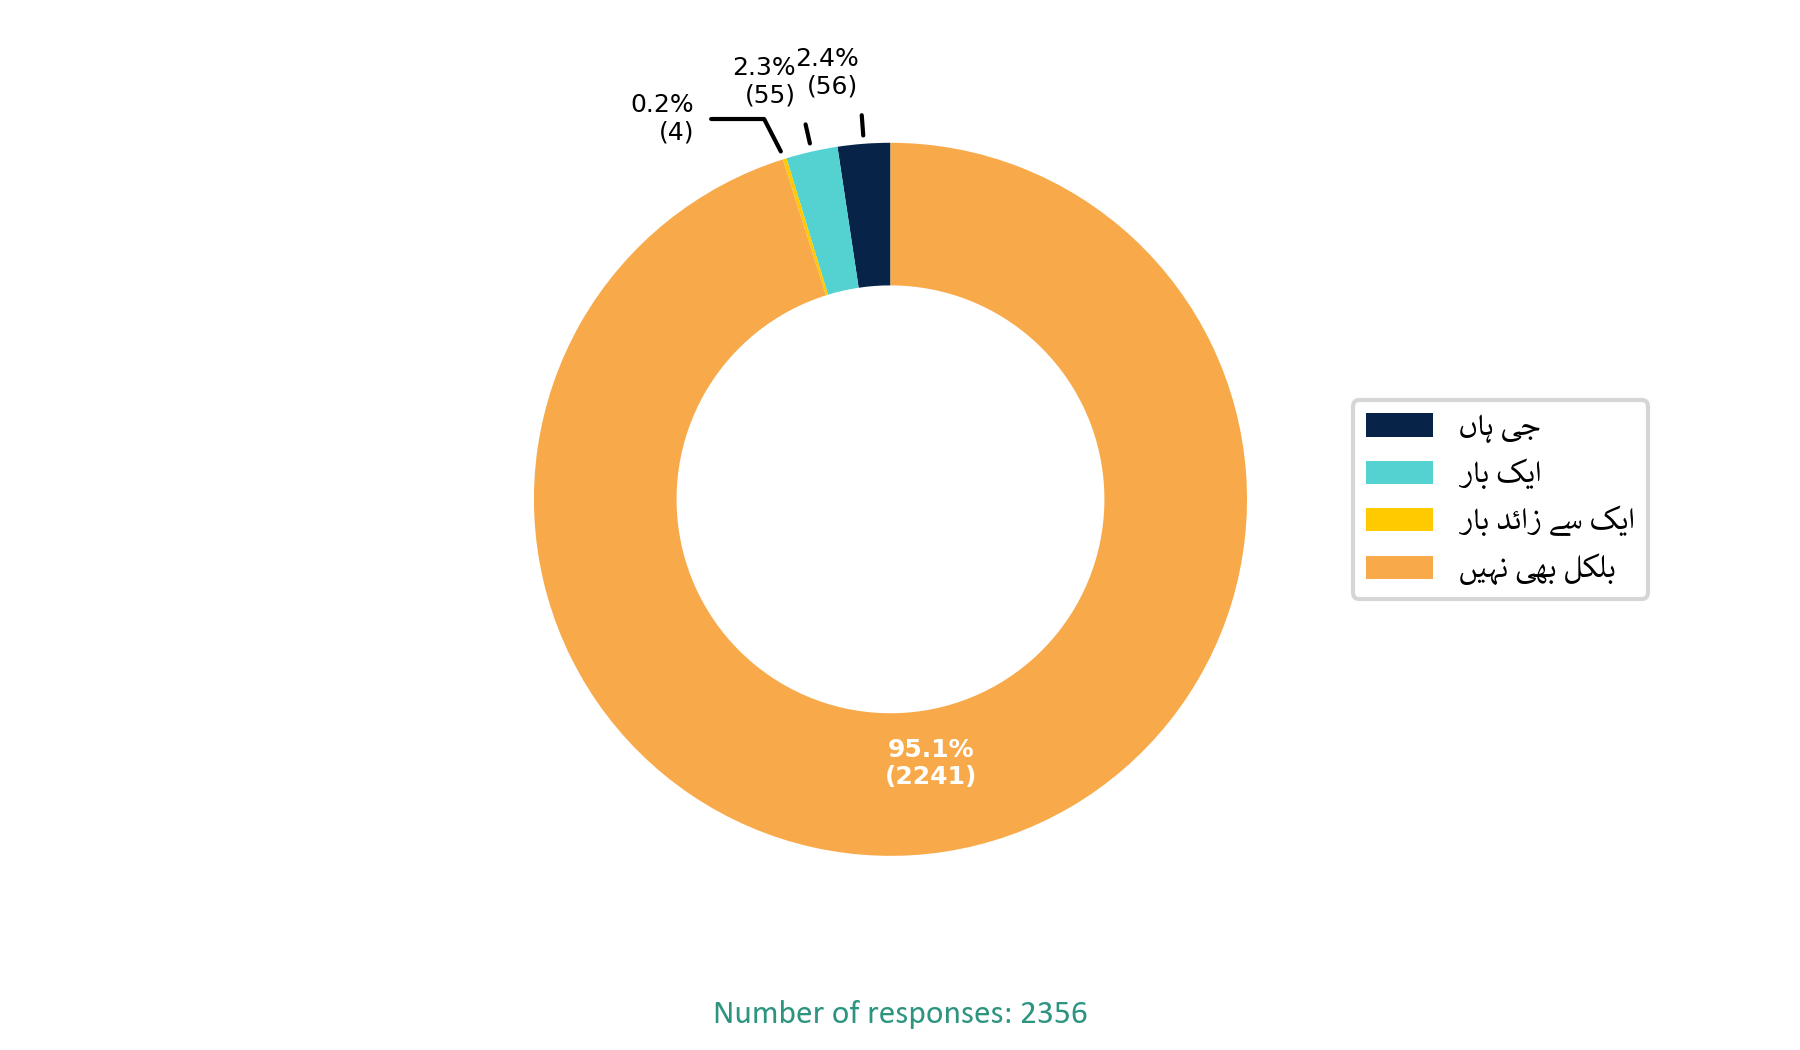 2.4%
(56)
2.3%
(55)
0.2%
(4)
جی ہاں
ایک بار
ایک سے زائد بار
بلکل بھی نہیں
95.1%
(2241)
Number of responses: 2356